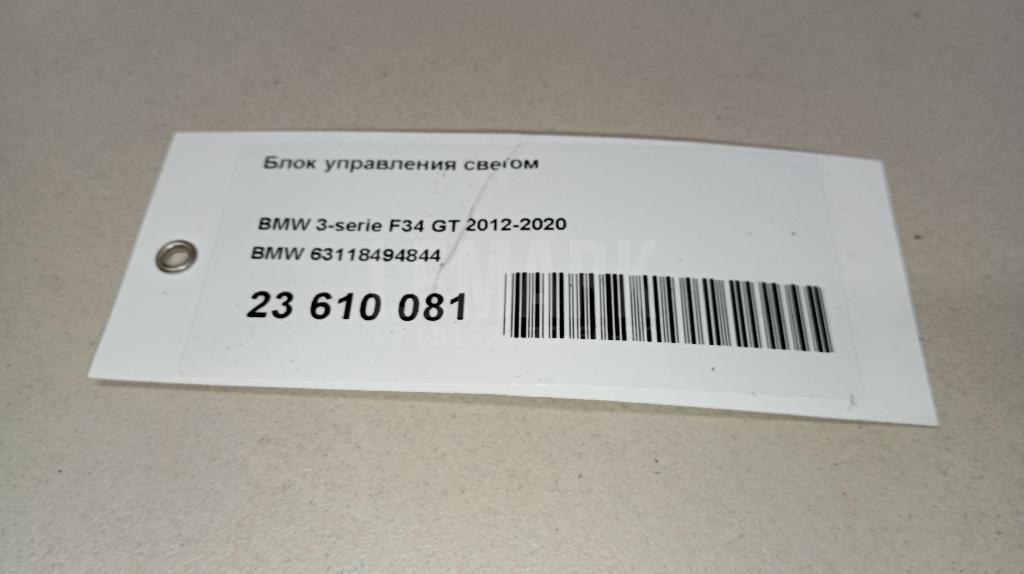 Блок управления светом
BMW 3-serie F34 GT 2012-2020
BMW 63118494844
23 610 081